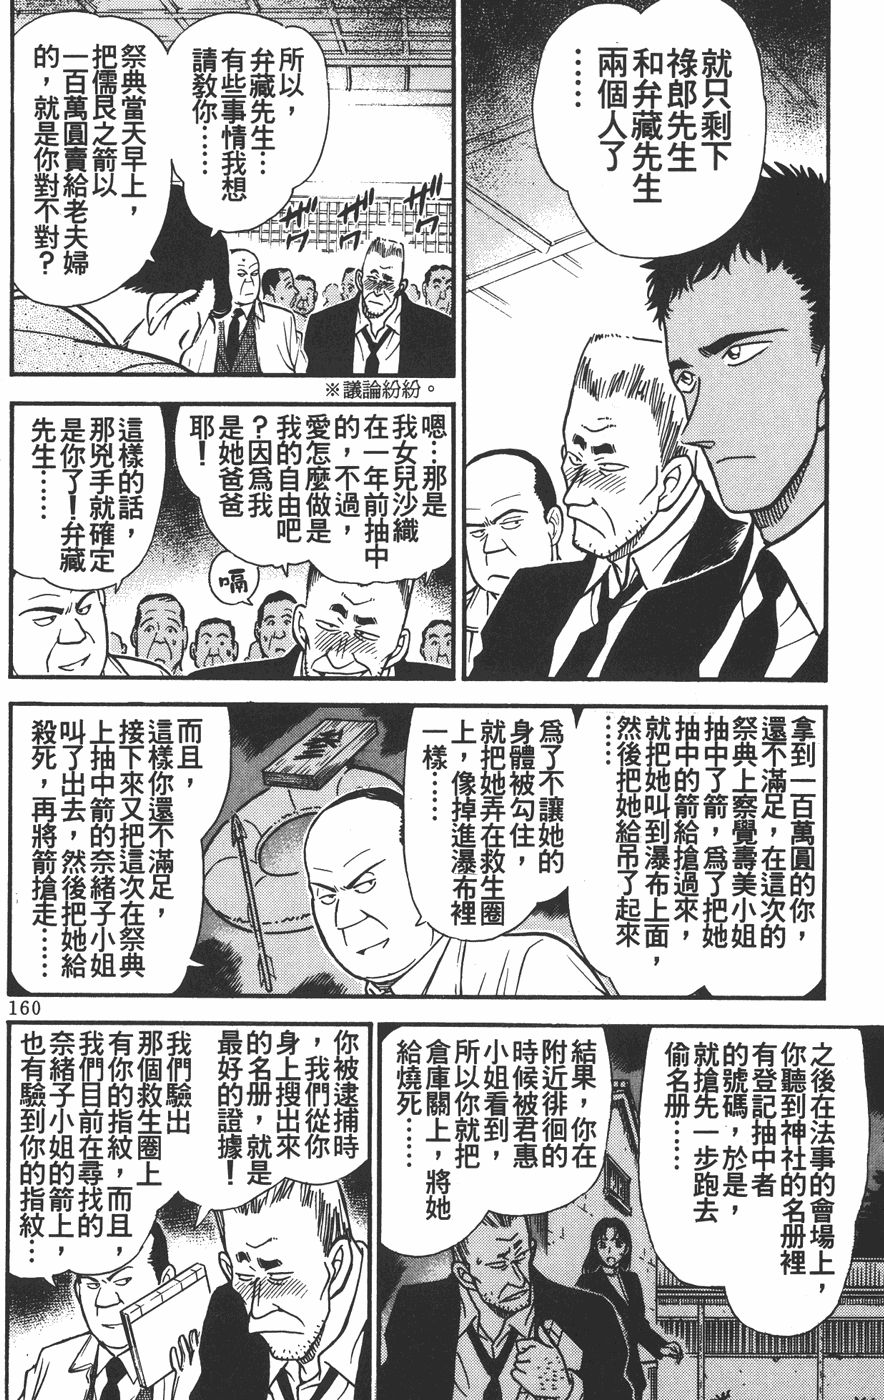 就只剩下
祿郎先生
和弁藏先生
兩個人了
……
所以，
弁藏先生…
有些事情我想
請教你……
祭典當天早上，
把儒艮之箭以
一百萬圓賣給老夫婦
的，就是你對不對？
ザワ
ザワ
ザワ
※議論紛紛。
嗯…那是
我女兒沙織
在一年前抽中
的，不過，
愛怎麼做是
我的自由吧
？因爲我
是她爸爸
耶！
嗝
這樣的話，
那兇手就確定
是你了！弁藏
先生……
拿到一百萬圓的你，
還不滿足，在這次的
祭典上察覺壽美小姐
抽中了箭，爲了把她
抽中的箭給搶過來，
就把她叫到瀑布上面，
然後把她給吊了起來
……
爲了不讓她的
身體被勾住，
就把她弄在救生圈
上，像掉進瀑布裡
一樣……
而且，
這樣你還不滿足，
接下來又把這次在祭典
上抽中箭的奈緒子小姐
叫了出去，然後把她給
殺死，再將箭搶走……
160
之後在法事的會場上，
你聽到神社的名册裡
有登記抽中者
的號碼，於是，
就搶先一步跑去
偷名册……
結果，你在
附近徘徊的
時候被君惠
小姐看到，
所以你就把
倉庫關上，將她
給燒死……
你被逮捕時
，我們從你
身上搜出來
的名册，就是
最好的證據！
我們驗出
那個救生圈上
有你的指紋，而且，
我們目前在尋找的
奈緒子小姐的箭上，
也有驗到你的指紋…